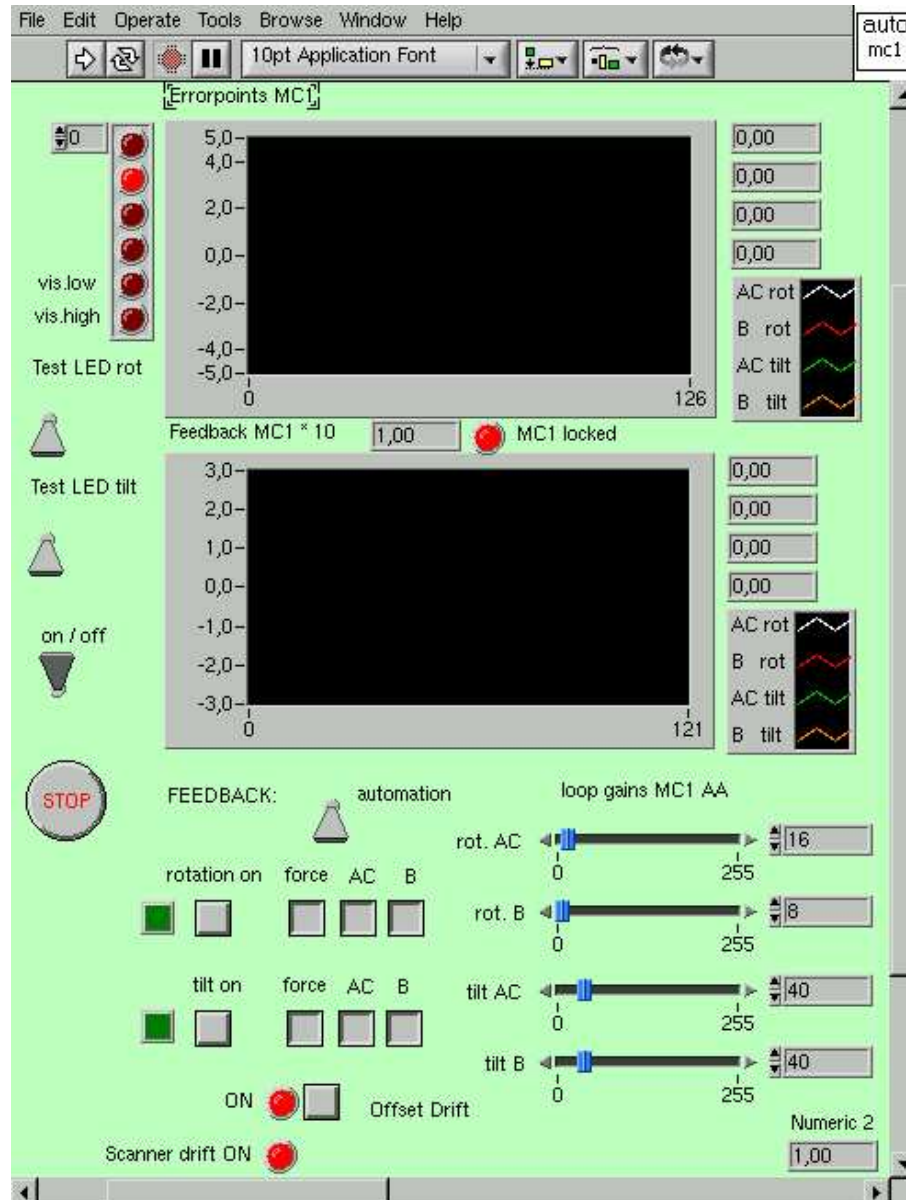 File Edit Operate Tools Browse Window Help
10pt Application Font
mc1
Errorpoints MC1
0
5,0
4,0
2,0
0,0
-2,0
-4,0
-5,0
0
126
0,00
0,00
0,00
0,00
vis.low
vis.high
AC rot
B rot
AC tilt
B tilt
Test LED rot
Feedback MC1 * 10
1,00
MC1 locked
Test LED tilt
3,0
2,0
1,0
0,0
-1,0
-2,0
-3,0
0
121
0,00
0,00
0,00
0,00
AC rot
B rot
AC tilt
B tilt
on / off
STOP
FEEDBACK:
automation
loop gains MC1 AA
rot. AC
0
255
16
rotation on
force AC B
rot. B
0
255
8
tilt on
force AC B
tilt AC
0
255
40
tilt B
0
255
40
ON
Offset Drift
Scanner drift ON
Numeric 2
1,00